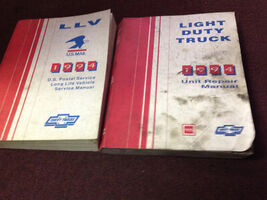 LLV
U.S. MAIL
1994
U.S. Postal Service
Long Life Vehicle
Service Manual
LIGHT
DUTY
TRUCK
1994
Unit Repair
Manual